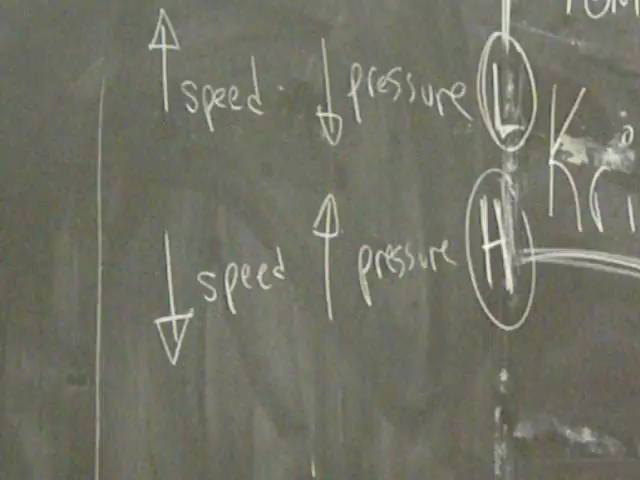 ↑ speed ↓ pressure L
↓ speed ↑ pressure H